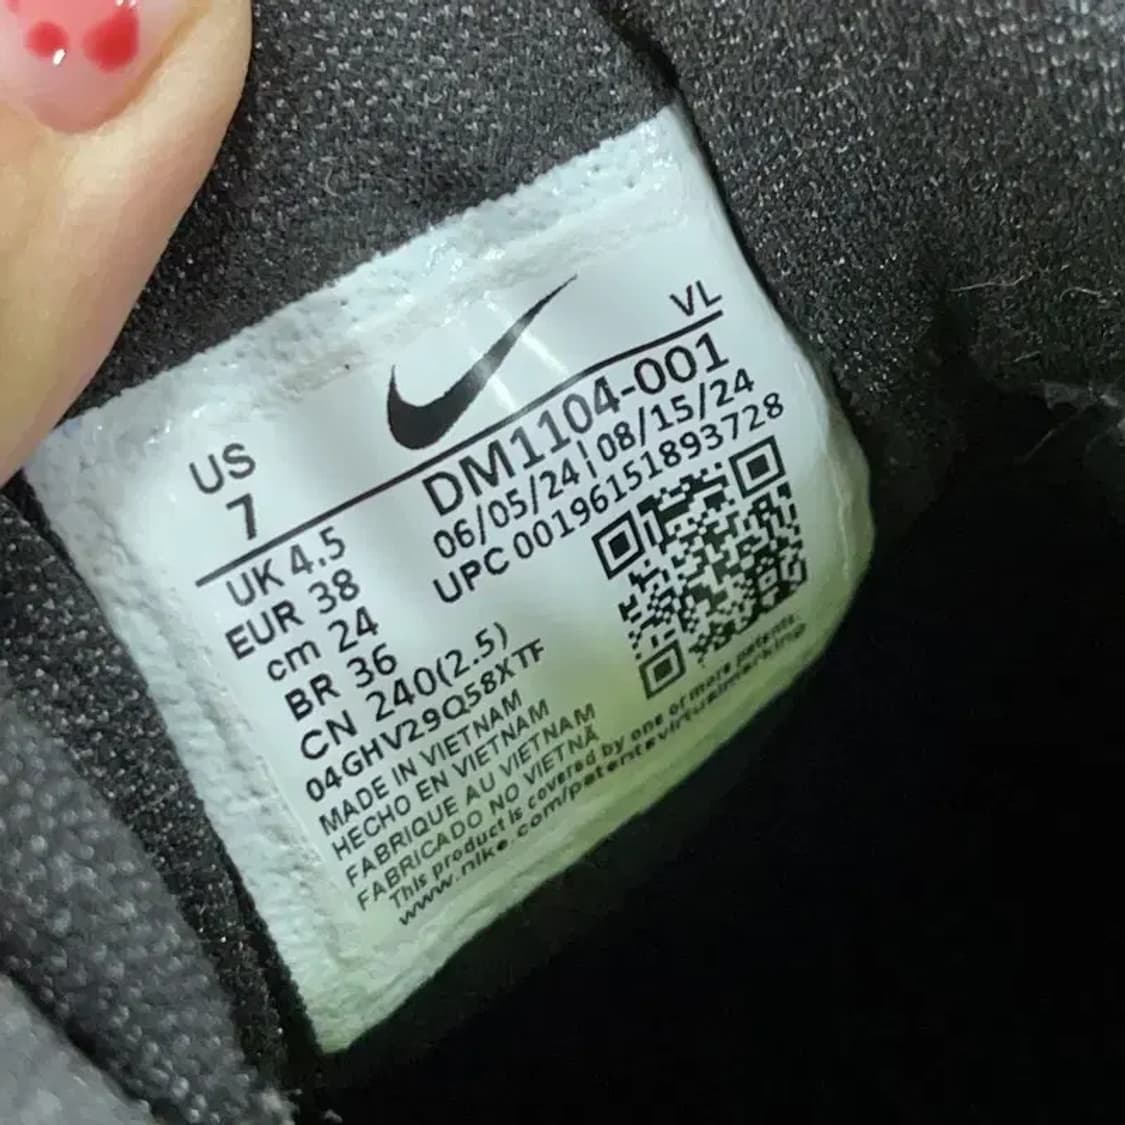 VL
US
7
DM1104-001
06/05/24|08/15/24
UPC 00196151893728
UK 4.5
EUR 38
cm 24
BR 36
CN 240(2.5)
04GHV29Q58XTF
MADE IN VIETNAM
HECHO EN VIETNAM
FABRIQUE AU VIETNAM
FABRICADO NO VIETNÃ
This product is covered by one or more patents.
www.nike.com/patents